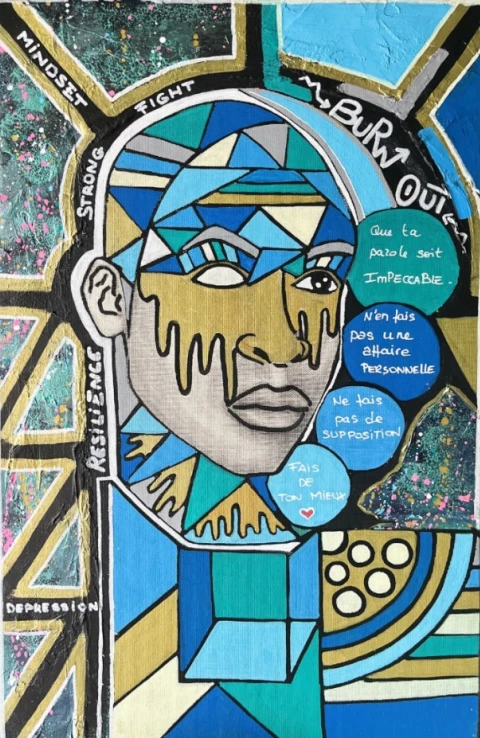 MINDSET
FIGHT
BURN
OUT
STRONG
RESILIENCE
DEPRESSION
Que ta
parole soit
IMPECCABLE.
N'en fais
pas une
affaire
PERSONNELLE
Ne fais
pas de
SUPPOSITION
FAIS
DE
TON MIEUX